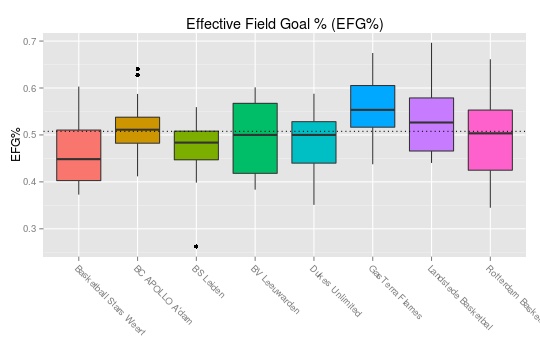 Effective Field Goal % (EFG%)
EFG%
0.7
0.6
0.5
0.4
0.3
Basketball Stars Weert
BC APOLLO A'dam
BS Leiden
BV Leeuwarden
Dukes Unlimited
GasTerra Flames
Landstede Basketbal
Rotterdam Baske